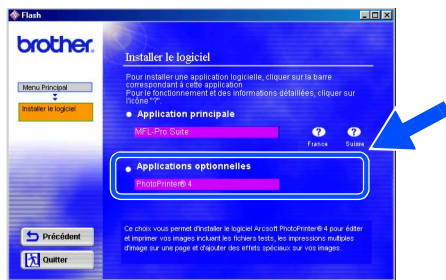 Flash
brother
Installer le logiciel
Pour installer une application logicielle, cliquer sur la barre
correspondant à cette application
Pour le fonctionnement et des informations détaillées, cliquer sur
l'icône "?".
Menu Principal
Installer le logiciel
Application principale
MFL-Pro Suite
? ?
France Suisse
Applications optionnelles
PhotoPrinter® 4
Ce choix vous permet d'installer le logiciel Arcsoft PhotoPrinter® 4 pour éditer
et imprimer vos images incluant les fichiers tests, les impressions multiples
d'image sur une page et d'ajouter des effets spéciaux sur vos images.
Précédent
Quitter